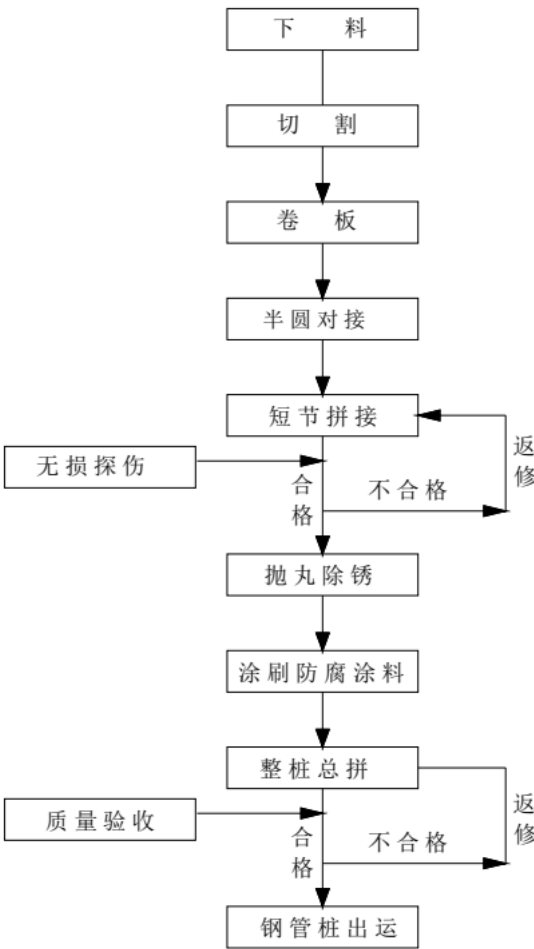 下 料
切 割
卷 板
半圆对接
短节拼接
无损探伤
合格
不合格
返修
抛丸除锈
涂刷防腐涂料
整桩总拼
质量验收
合格
不合格
返修
钢管桩出运